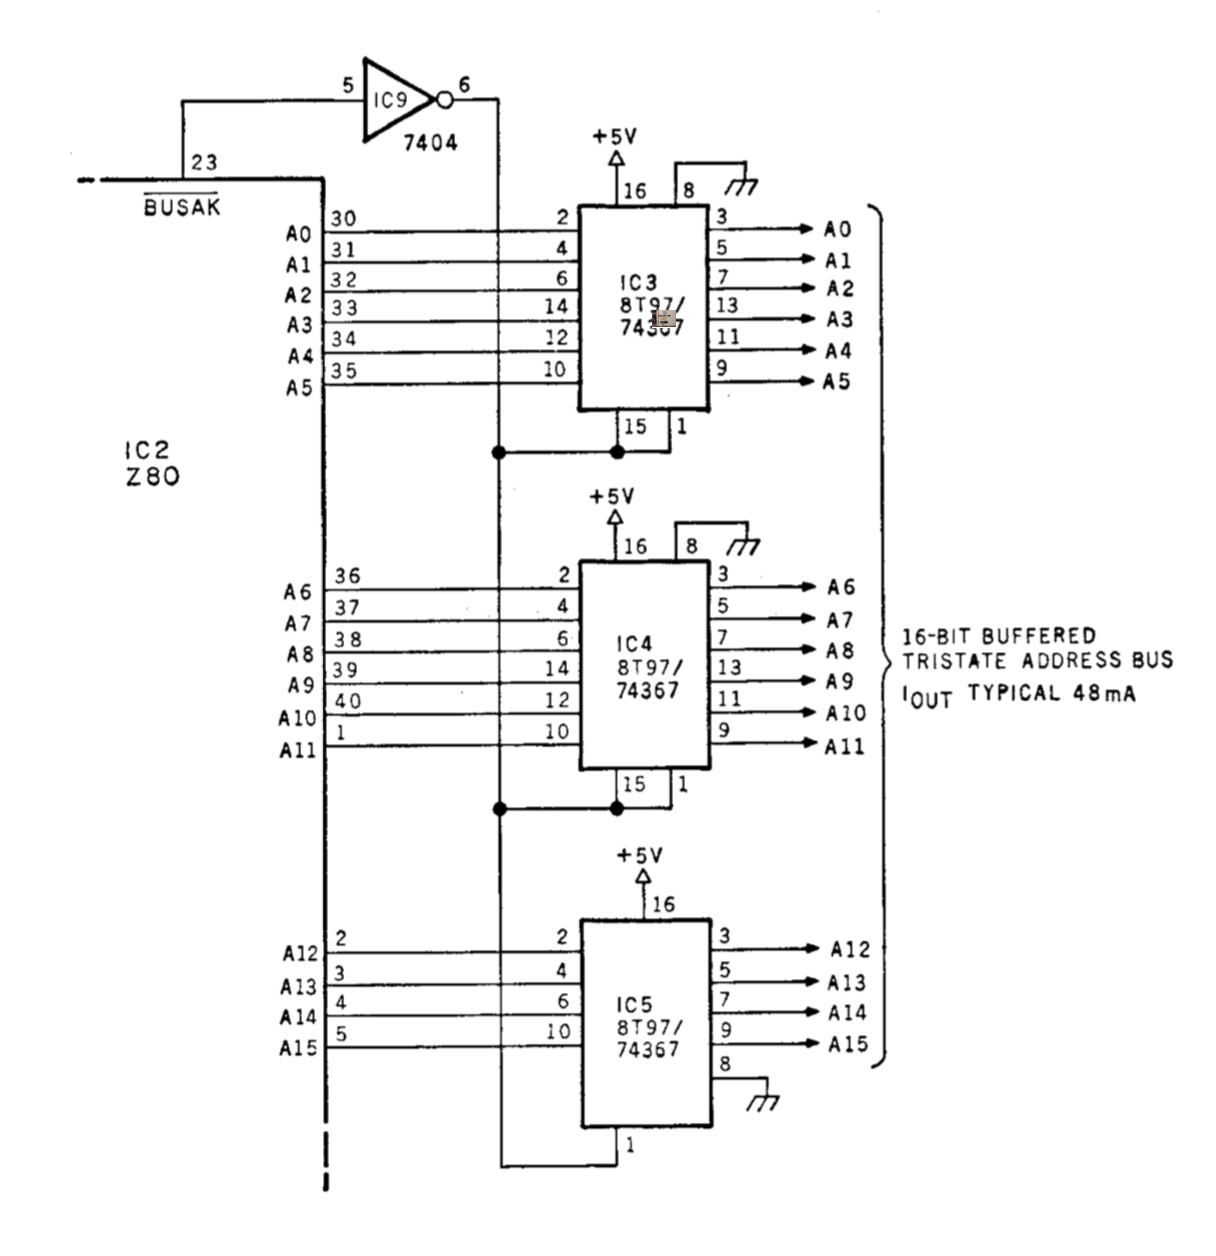 5
IC9
6
7404
23
BUSAK
+5V
16
8
A0 30 2 3 A0
A1 31 4 5 A1
A2 32 6 7 A2
A3 33 14 13 A3
A4 34 12 11 A4
A5 35 10 9 A5
IC3
8T97/
74367
15 1
IC2
Z80
+5V
16
8
A6 36 2 3 A6
A7 37 4 5 A7
A8 38 6 7 A8
A9 39 14 13 A9
A10 40 12 11 A10
A11 1 10 9 A11
IC4
8T97/
74367
15 1
16-BIT BUFFERED
TRISTATE ADDRESS BUS
IOUT TYPICAL 48mA
+5V
16
A12 2 2 3 A12
A13 3 4 5 A13
A14 4 6 7 A14
A15 5 10 9 A15
IC5
8T97/
74367
8
1